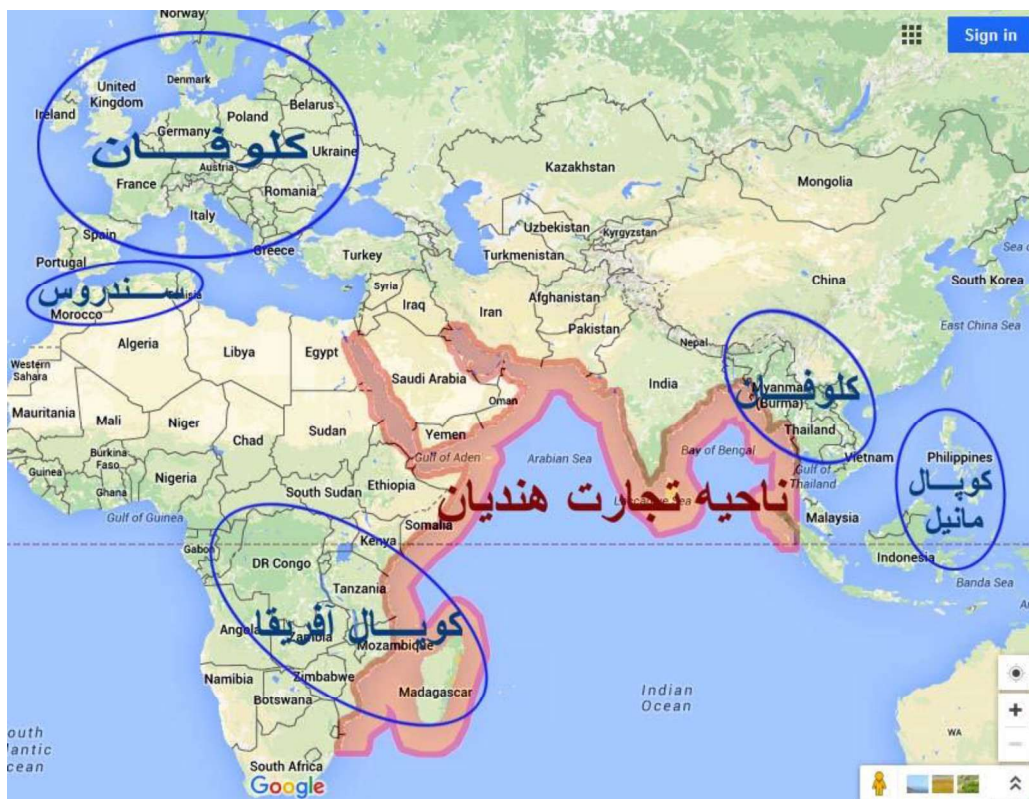 Norway
Sign in
United
Kingdom
Denmark
Ireland
Belarus
Poland
Germany
کلوفــــان
Ukraine
Austria
France
Romania
Italy
Kazakhstan
Mongolia
Spain
Portugal
Greece
Turkey
Uzbekistan
Kyrgyzstan
Turkmenistan
China
South Korea
سـندروس
Morocco
Syria
Iraq
Iran
Afghanistan
Pakistan
Nepal
East China Sea
Algeria
Libya
Egypt
Western
Sahara
Saudi Arabia
Oman
India
کلوفــان
Myanmar
(Burma)
Thailand
Mauritania
Mali
Niger
Chad
Sudan
Yemen
Gulf of Aden
Arabian Sea
Bay of Bengal
Vietnam
Philippines
Burkina
Faso
Guinea
Ghana
Nigeria
Ethiopia
South Sudan
Gulf of
Thailand
کوپــال
مانیل
ناحیه تجارت هندیان
Gulf of Guinea
Somalia
Malaysia
Gabon
Kenya
DR Congo
Indonesia
Tanzania
Banda Sea
کوپــال آفریقا
Angola
Zambia
Mozambique
Zimbabwe
Namibia
Botswana
Madagascar
Indian
Ocean
WA
South Africa
Google